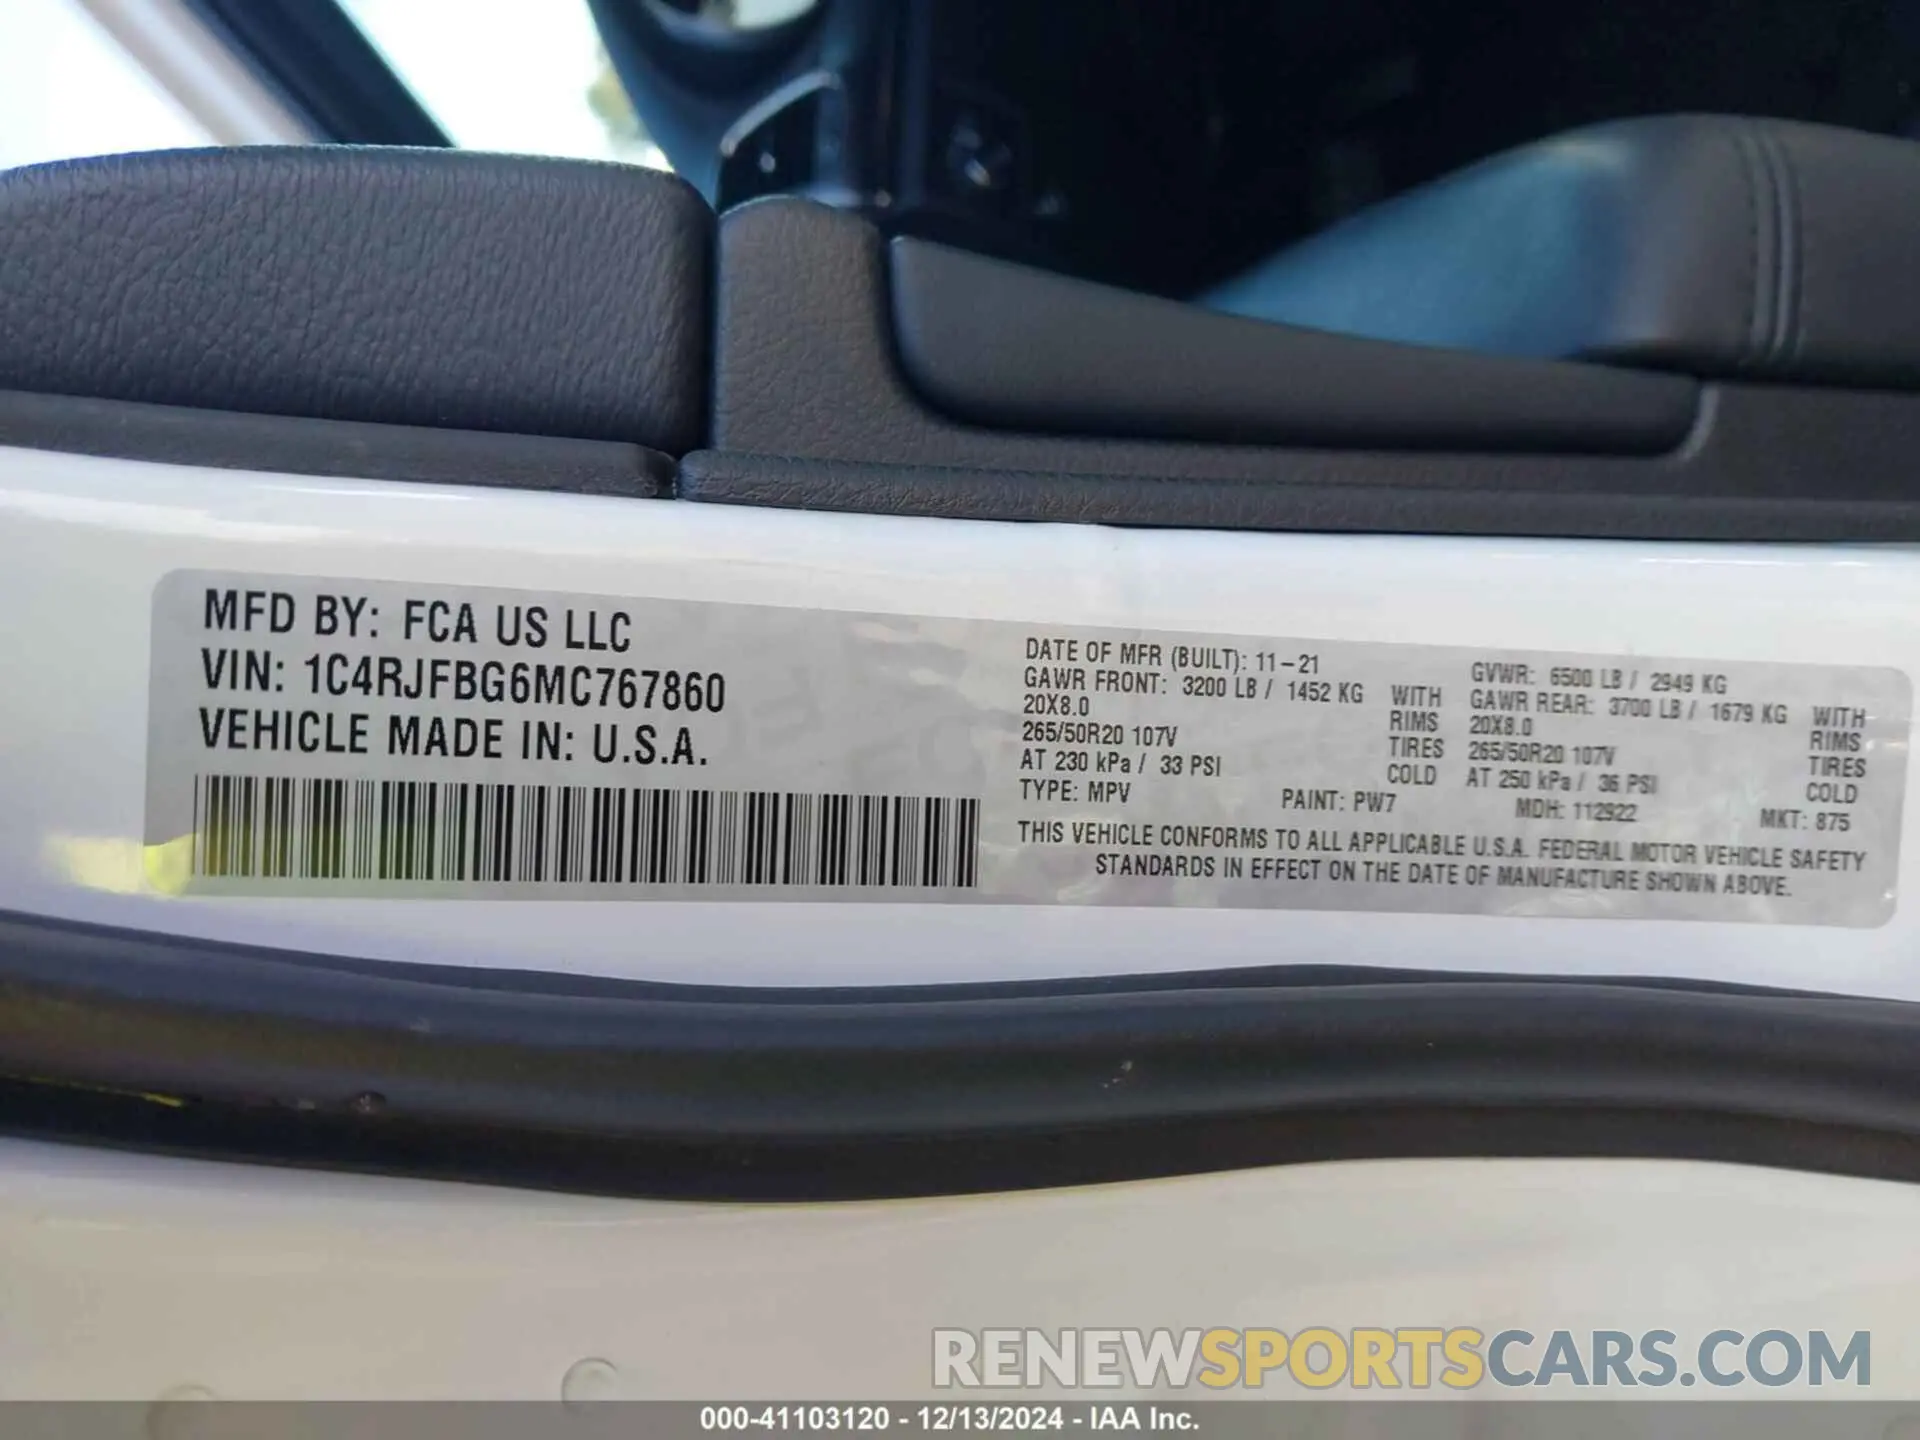 MFD BY: FCA US LLC
VIN: 1C4RJFBG6MC767860
VEHICLE MADE IN: U.S.A.
DATE OF MFR (BUILT): 11-21 GVWR: 6500 LB / 2949 KG
GAWR FRONT: 3200 LB / 1452 KG WITH GAWR REAR: 3700 LB / 1679 KG WITH
20X8.0 RIMS 20X8.0 RIMS
265/50R20 107V TIRES 265/50R20 107V TIRES
AT 230 kPa / 33 PSI COLD AT 250 kPa / 36 PSI COLD
TYPE: MPV PAINT: PW7 MDH: 112922 MKT: 875
THIS VEHICLE CONFORMS TO ALL APPLICABLE U.S.A. FEDERAL MOTOR VEHICLE SAFETY
STANDARDS IN EFFECT ON THE DATE OF MANUFACTURE SHOWN ABOVE.
RENEWSPORTSCARS.COM
000-41103120 - 12/13/2024 - IAA Inc.